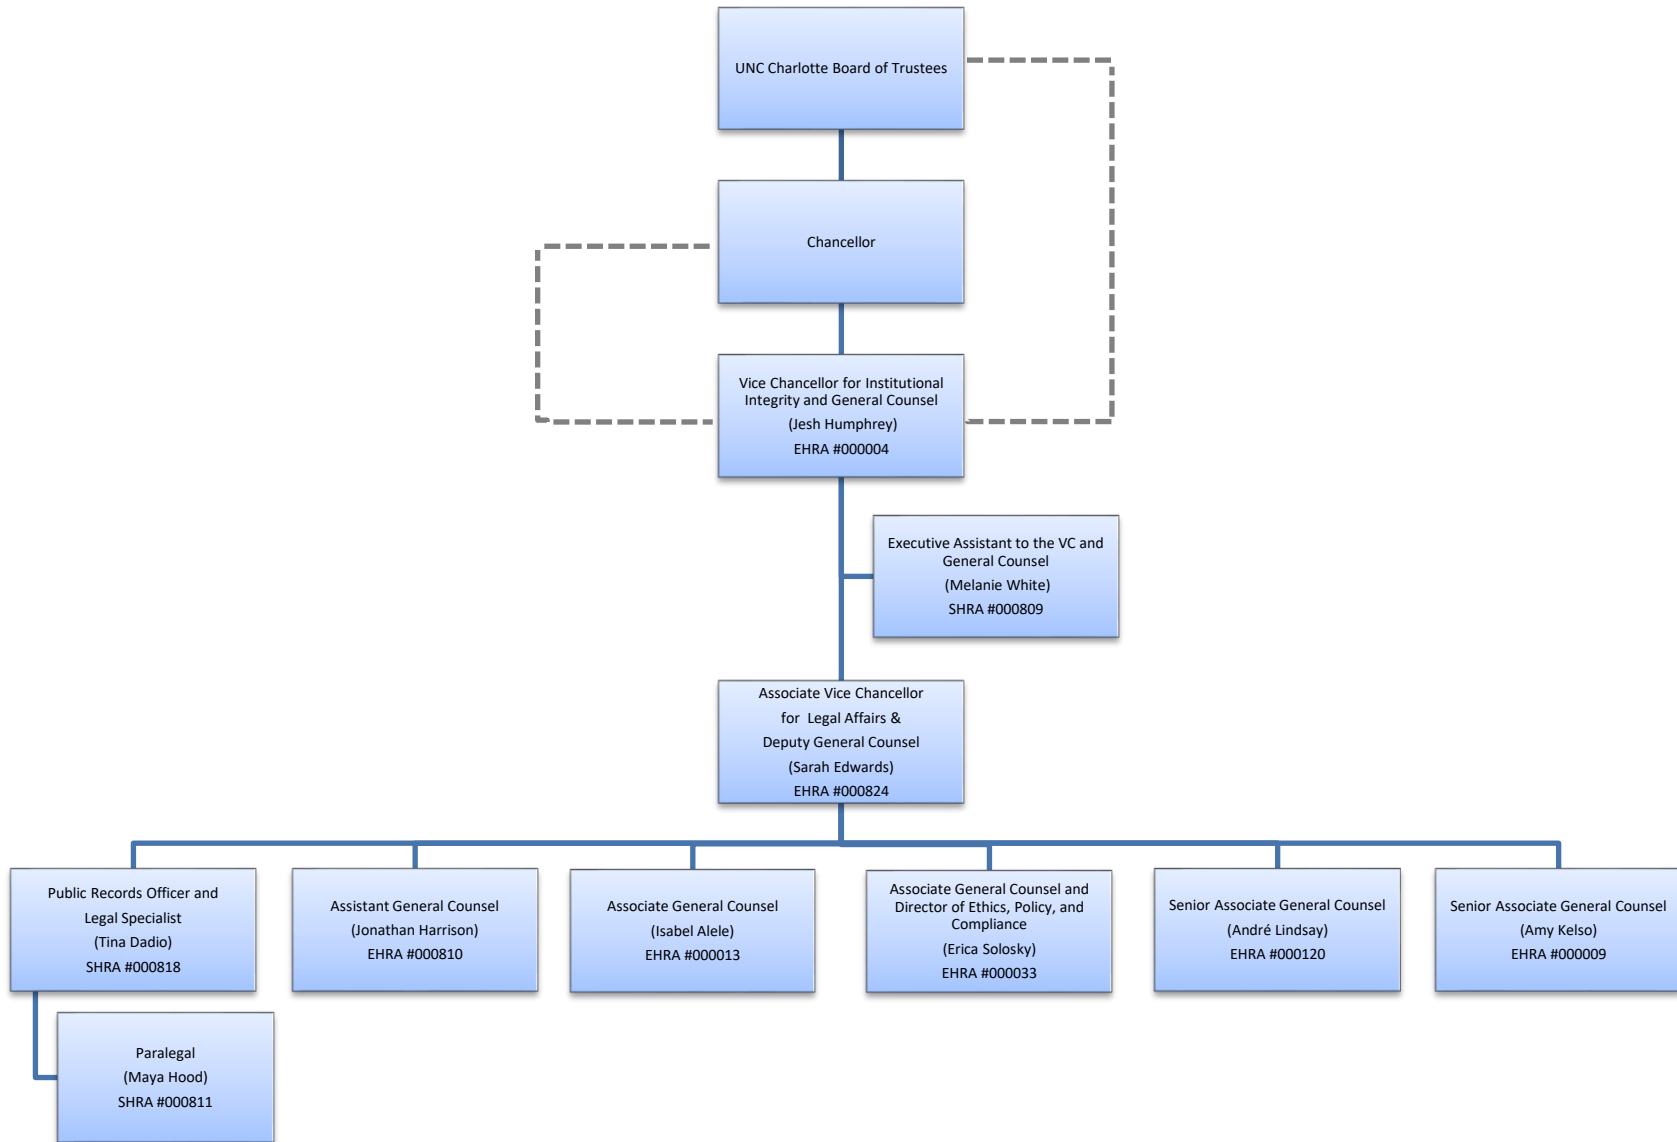 UNC Charlotte Board of Trustees
Chancellor
Vice Chancellor for Institutional
Integrity and General Counsel
(Jesh Humphrey)
EHRA #000004
Executive Assistant to the VC and
General Counsel
(Melanie White)
SHRA #000809
Associate Vice Chancellor
for Legal Affairs &
Deputy General Counsel
(Sarah Edwards)
EHRA #000824
Public Records Officer and
Legal Specialist
(Tina Dadio)
SHRA #000818
Assistant General Counsel
(Jonathan Harrison)
EHRA #000810
Associate General Counsel
(Isabel Alele)
EHRA #000013
Associate General Counsel and
Director of Ethics, Policy, and
Compliance
(Erica Solosky)
EHRA #000033
Senior Associate General Counsel
(André Lindsay)
EHRA #000120
Senior Associate General Counsel
(Amy Kelso)
EHRA #000009
Paralegal
(Maya Hood)
SHRA #000811